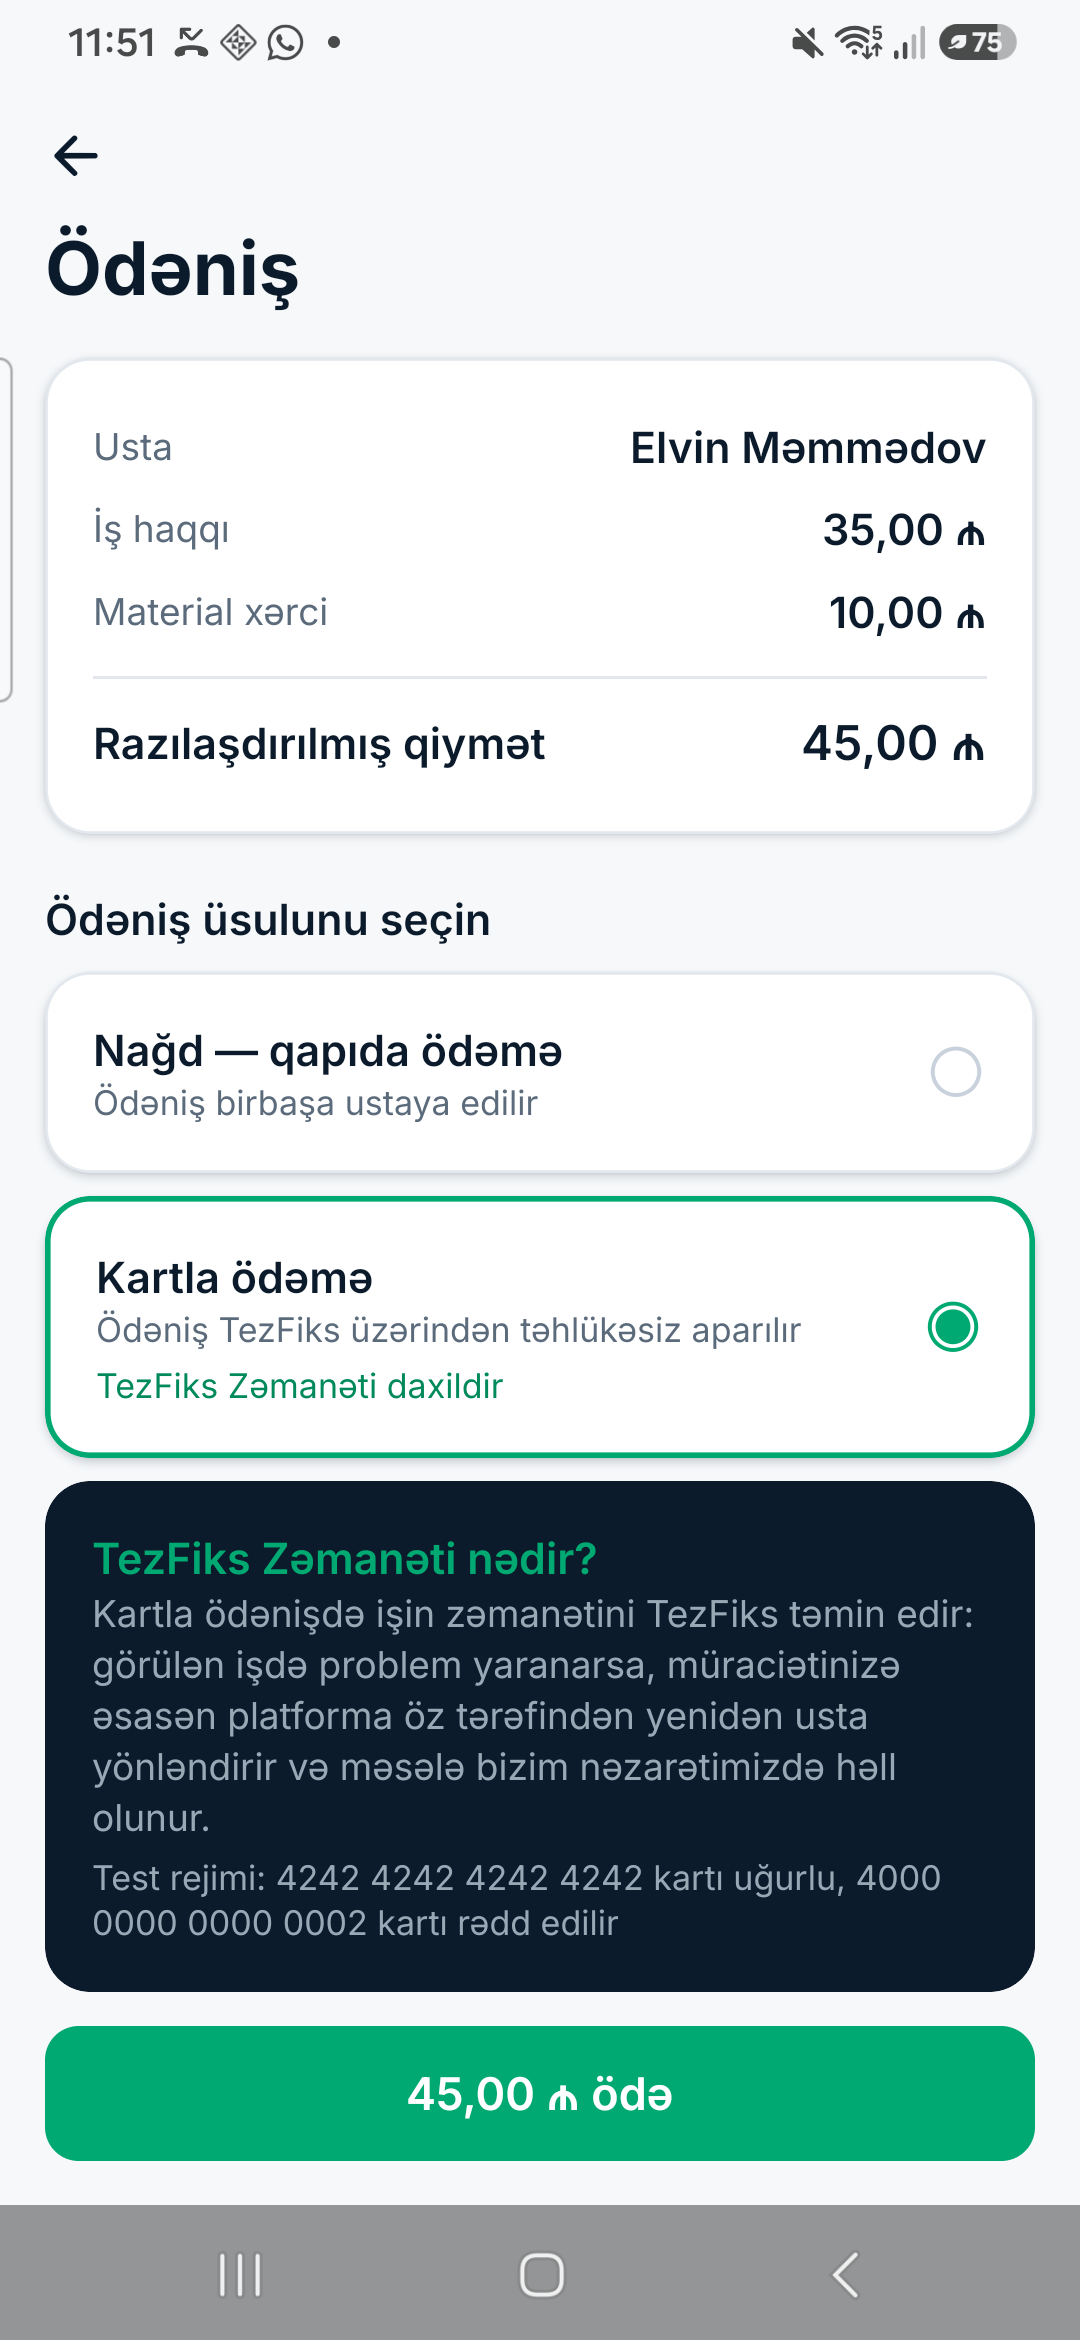 11:51
5
75
Ödəniş
Usta
Elvin Məmmədov
İş haqqı
35,00 ₼
Material xərci
10,00 ₼
Razılaşdırılmış qiymət
45,00 ₼
Ödəniş üsulunu seçin
Nağd — qapıda ödəmə
Ödəniş birbaşa ustaya edilir
Kartla ödəmə
Ödəniş TezFiks üzərindən təhlükəsiz aparılır
TezFiks Zəmanəti daxildir
TezFiks Zəmanəti nədir?
Kartla ödənişdə işin zəmanətini TezFiks təmin edir:
görülən işdə problem yaranarsa, müraciətinizə
əsasən platforma öz tərəfindən yenidən usta
yönləndirir və məsələ bizim nəzarətimizdə həll
olunur.
Test rejimi: 4242 4242 4242 4242 kartı uğurlu, 4000
0000 0000 0002 kartı rədd edilir
45,00 ₼ ödə